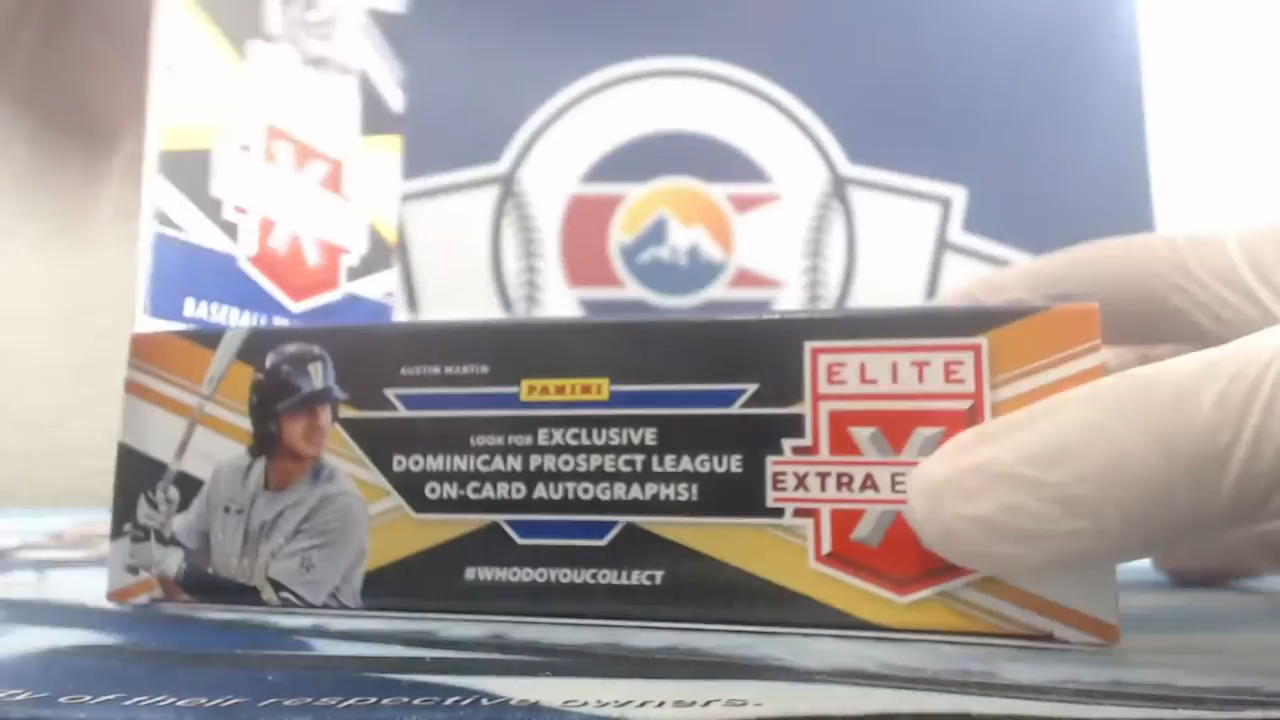 BASEBALL
AUSTIN MARTIN
PANINI
LOOK FOR EXCLUSIVE
DOMINICAN PROSPECT LEAGUE
ON-CARD AUTOGRAPHS!
#WHODOYOUCOLLECT
ELITE
X
EXTRA E
of their respective owners.